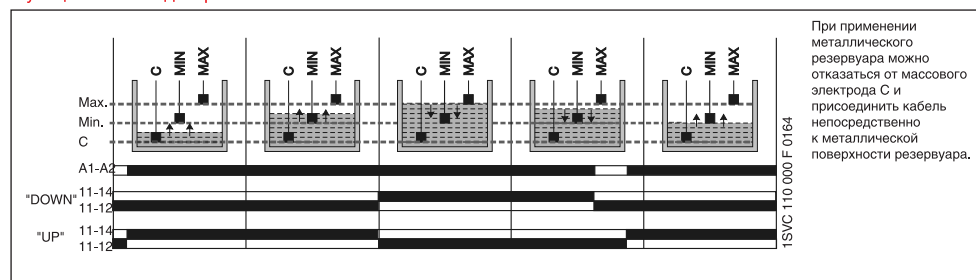 C MIN MAX C MIN MAX C MIN MAX C MIN MAX C MIN MAX
Max.
Min.
C
A1-A2
"DOWN" 11-14
11-12
"UP" 11-14
11-12
1SVC 110 000 F 0164
При применении
металлического
резервуара можно
отказаться от массового
электрода С и
присоединить кабель
непосредственно
к металлической
поверхности резервуара.